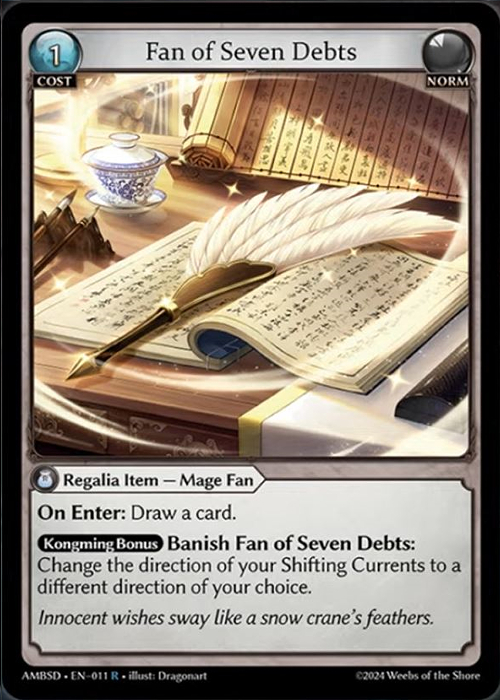 1
COST
Fan of Seven Debts
NORM
Regalia Item — Mage Fan
On Enter: Draw a card.
Kongming Bonus Banish Fan of Seven Debts:
Change the direction of your Shifting Currents to a
different direction of your choice.
Innocent wishes sway like a snow crane's feathers.
AMBSD • EN-011 R • illust: Dragonart
©2024 Weebs of the Shore